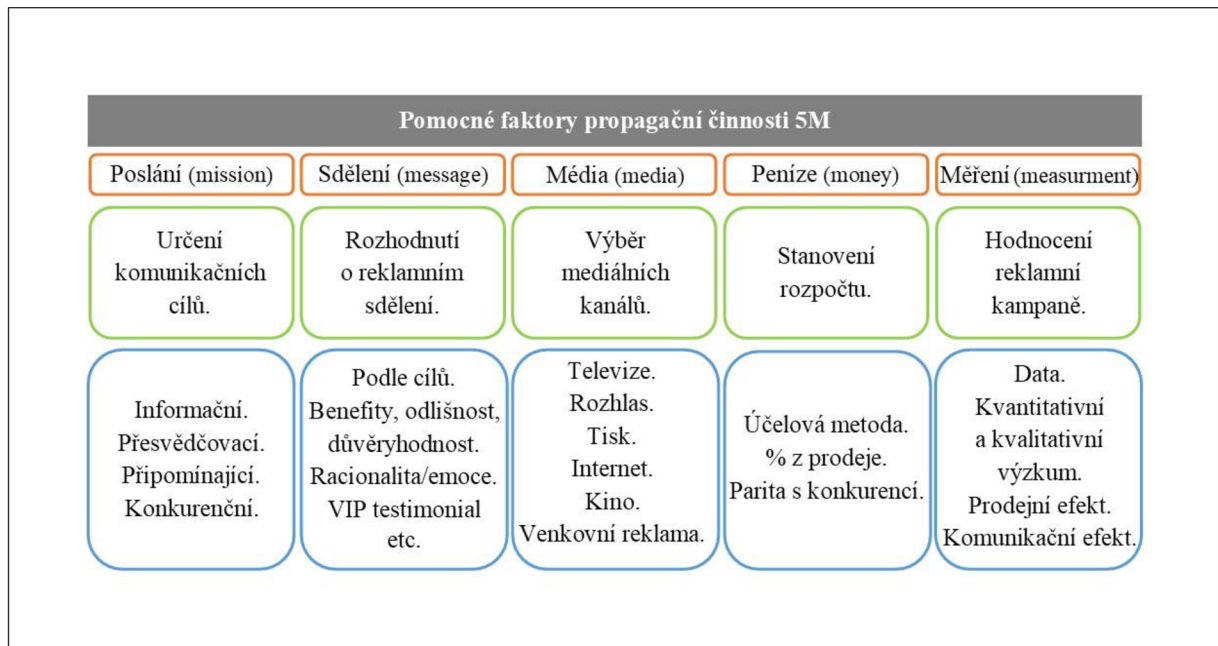 Pomocné faktory propagační činnosti 5M
Poslání (mission)
Sdělení (message)
Média (media)
Peníze (money)
Měření (measurment)
Určení
komunikačních
cílů.
Rozhodnutí
o reklamním
sdělení.
Výběr
mediálních
kanálů.
Stanovení
rozpočtu.
Hodnocení
reklamní
kampaně.
Informační.
Přesvědčovací.
Připomínající.
Konkurenční.
Podle cílů.
Benefity, odlišnost,
důvěryhodnost.
Racionalita/emoce.
VIP testimonial
etc.
Televize.
Rozhlas.
Tisk.
Internet.
Kino.
Venkovní reklama.
Účelová metoda.
% z prodeje.
Parita s konkurencí.
Data.
Kvantitativní
a kvalitativní
výzkum.
Prodejní efekt.
Komunikační efekt.